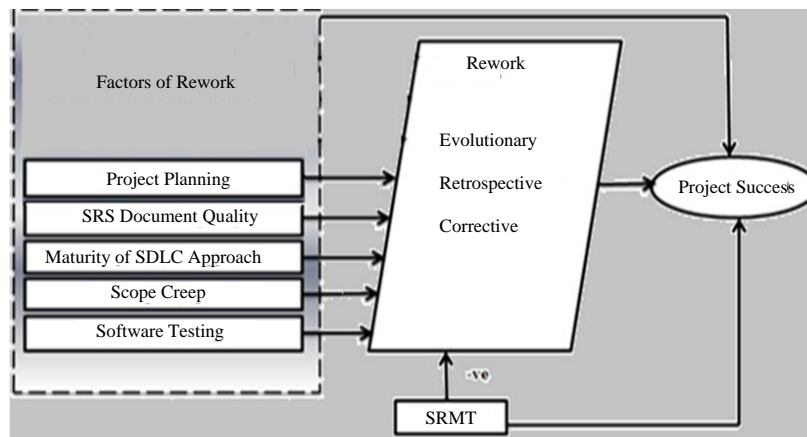 Factors of Rework
Project Planning
SRS Document Quality
Maturity of SDLC Approach
Scope Creep
Software Testing
Rework
Evolutionary
Retrospective
Corrective
Project Success
-ve
SRMT